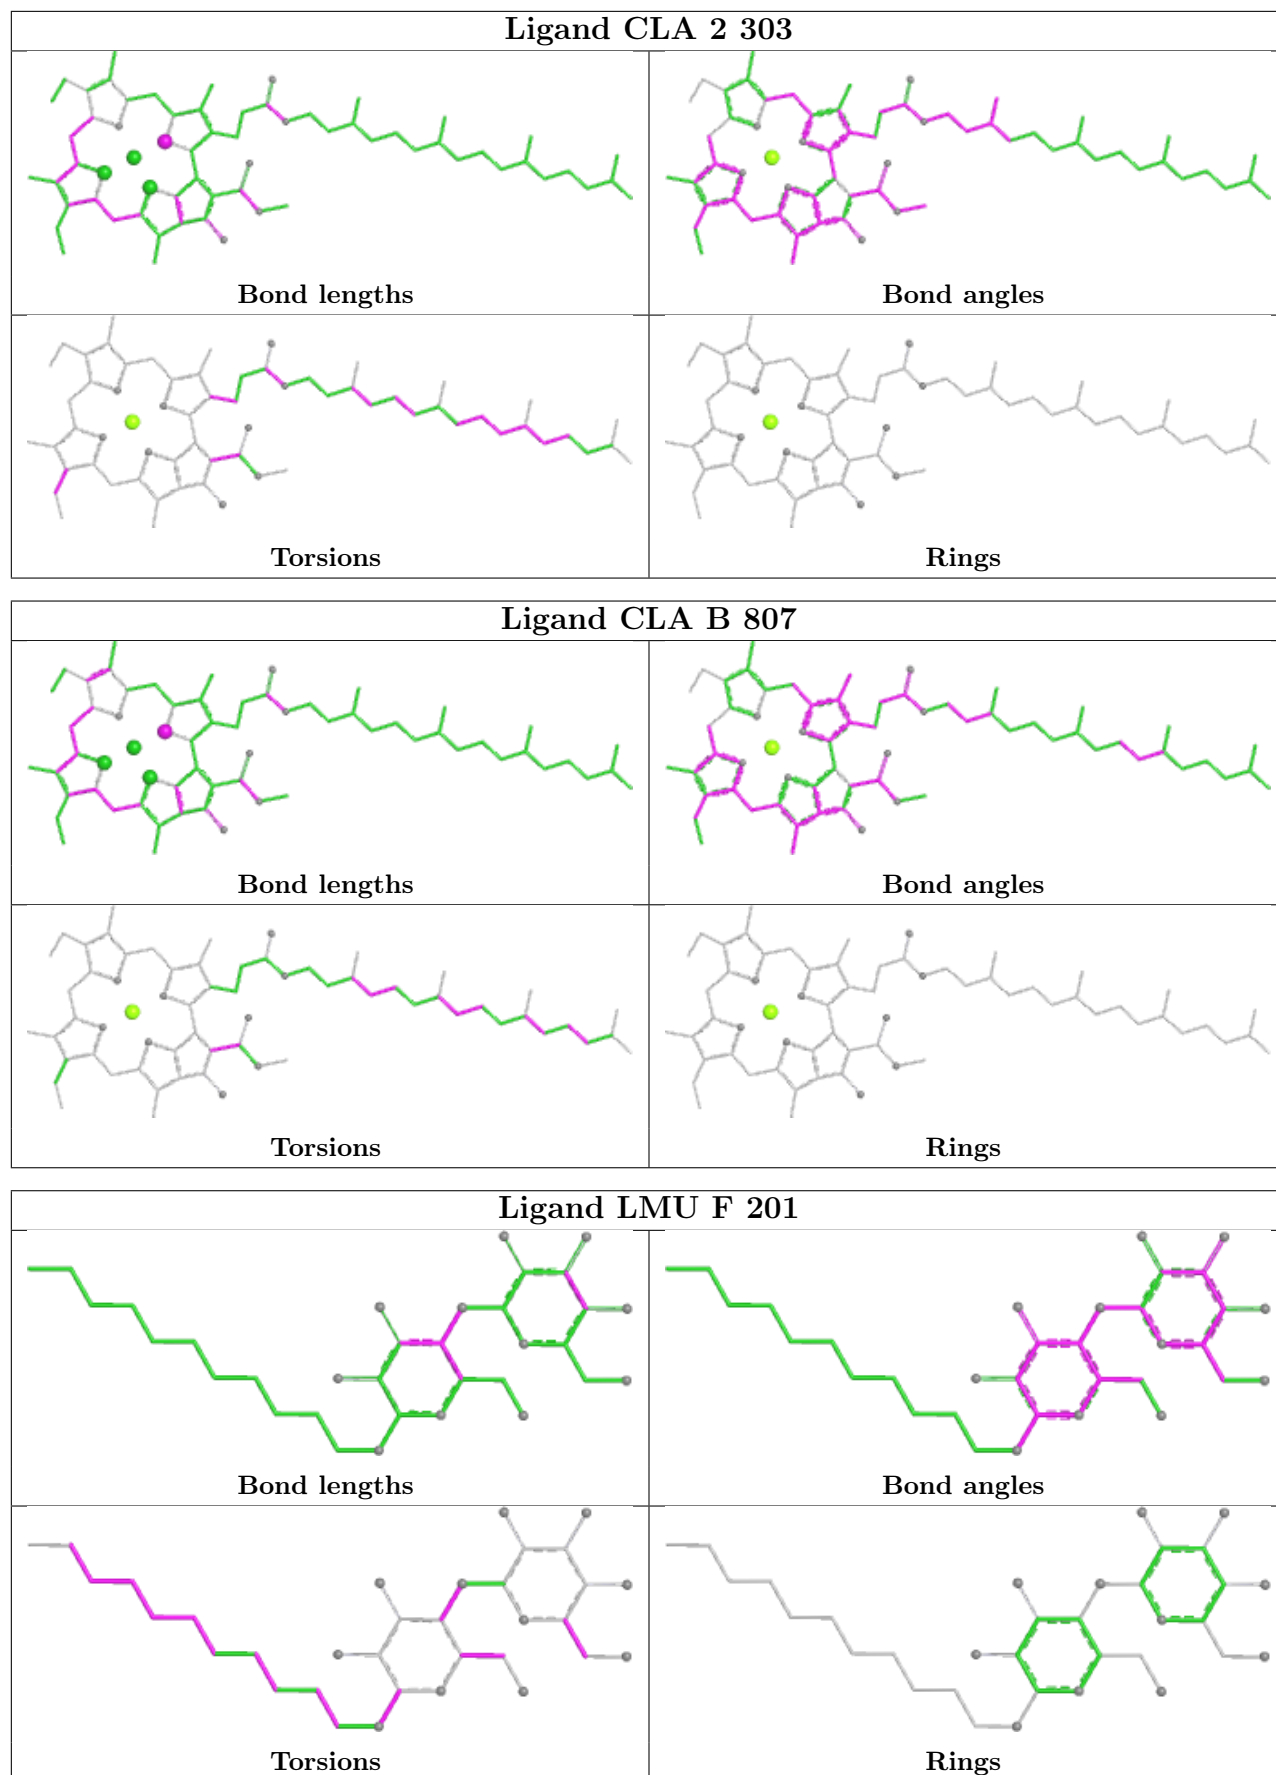 Ligand CLA 2 303
Bond lengths
Bond angles
Torsions
Rings
Ligand CLA B 807
Bond lengths
Bond angles
Torsions
Rings
Ligand LMU F 201
Bond lengths
Bond angles
Torsions
Rings